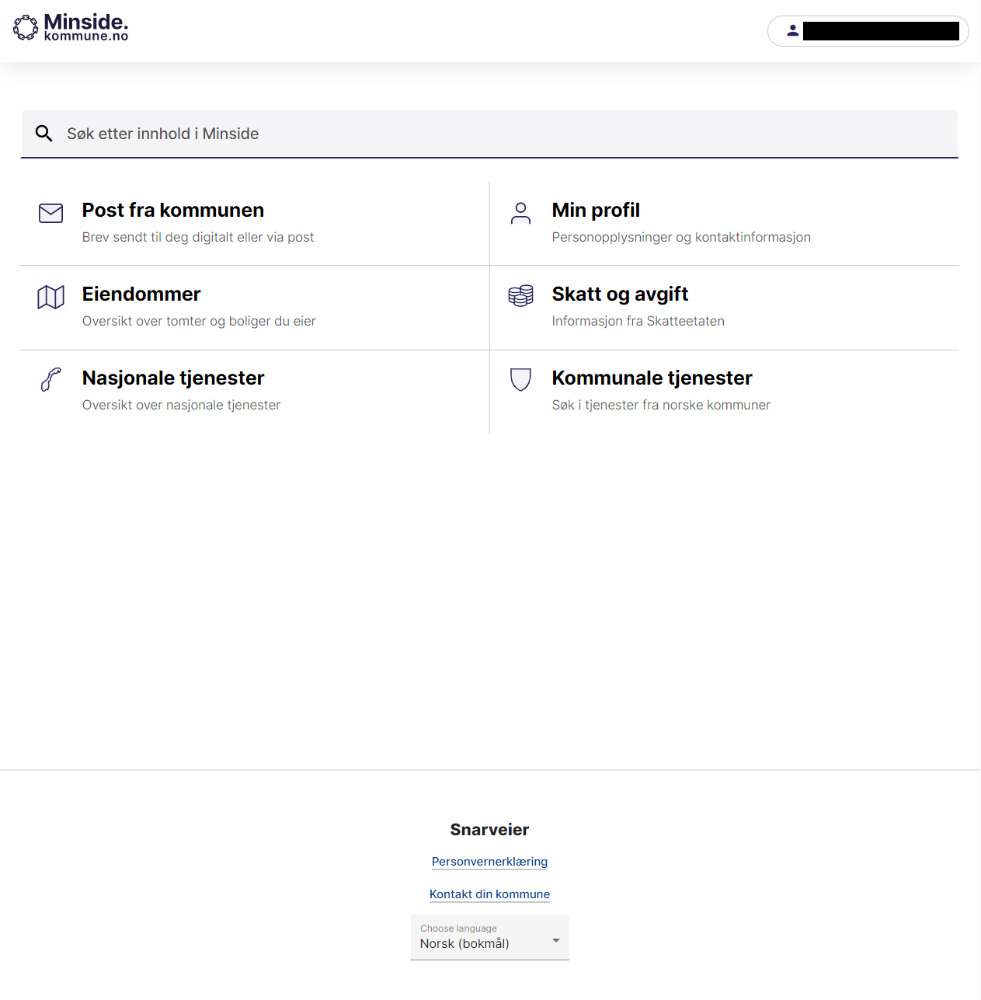 Minside.
kommune.no
Søk etter innhold i Minside
Post fra kommunen
Brev sendt til deg digitalt eller via post
Min profil
Personopplysninger og kontaktinformasjon
Eiendommer
Oversikt over tomter og boliger du eier
Skatt og avgift
Informasjon fra Skatteetaten
Nasjonale tjenester
Oversikt over nasjonale tjenester
Kommunale tjenester
Søk i tjenester fra norske kommuner
Snarveier
Personvernerklæring
Kontakt din kommune
Choose language
Norsk (bokmål)